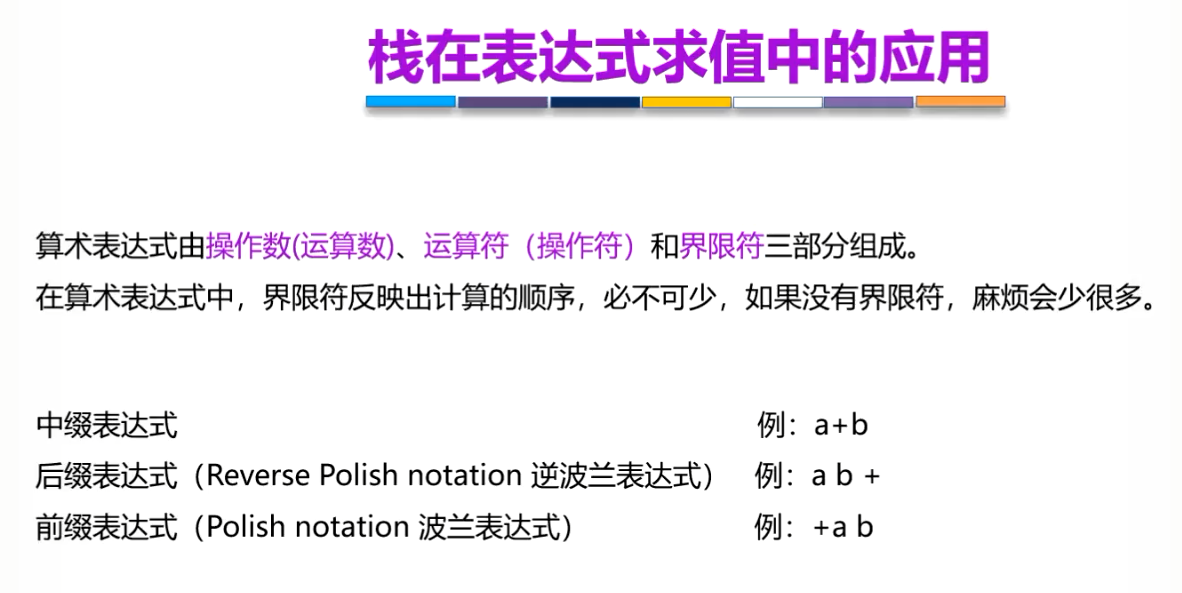 栈在表达式求值中的应用
算术表达式由操作数(运算数)、运算符（操作符）和界限符三部分组成。
在算术表达式中，界限符反映出计算的顺序，必不可少，如果没有界限符，麻烦会少很多。
中缀表达式 例：a+b
后缀表达式（Reverse Polish notation 逆波兰表达式） 例：a b +
前缀表达式（Polish notation 波兰表达式） 例：+a b